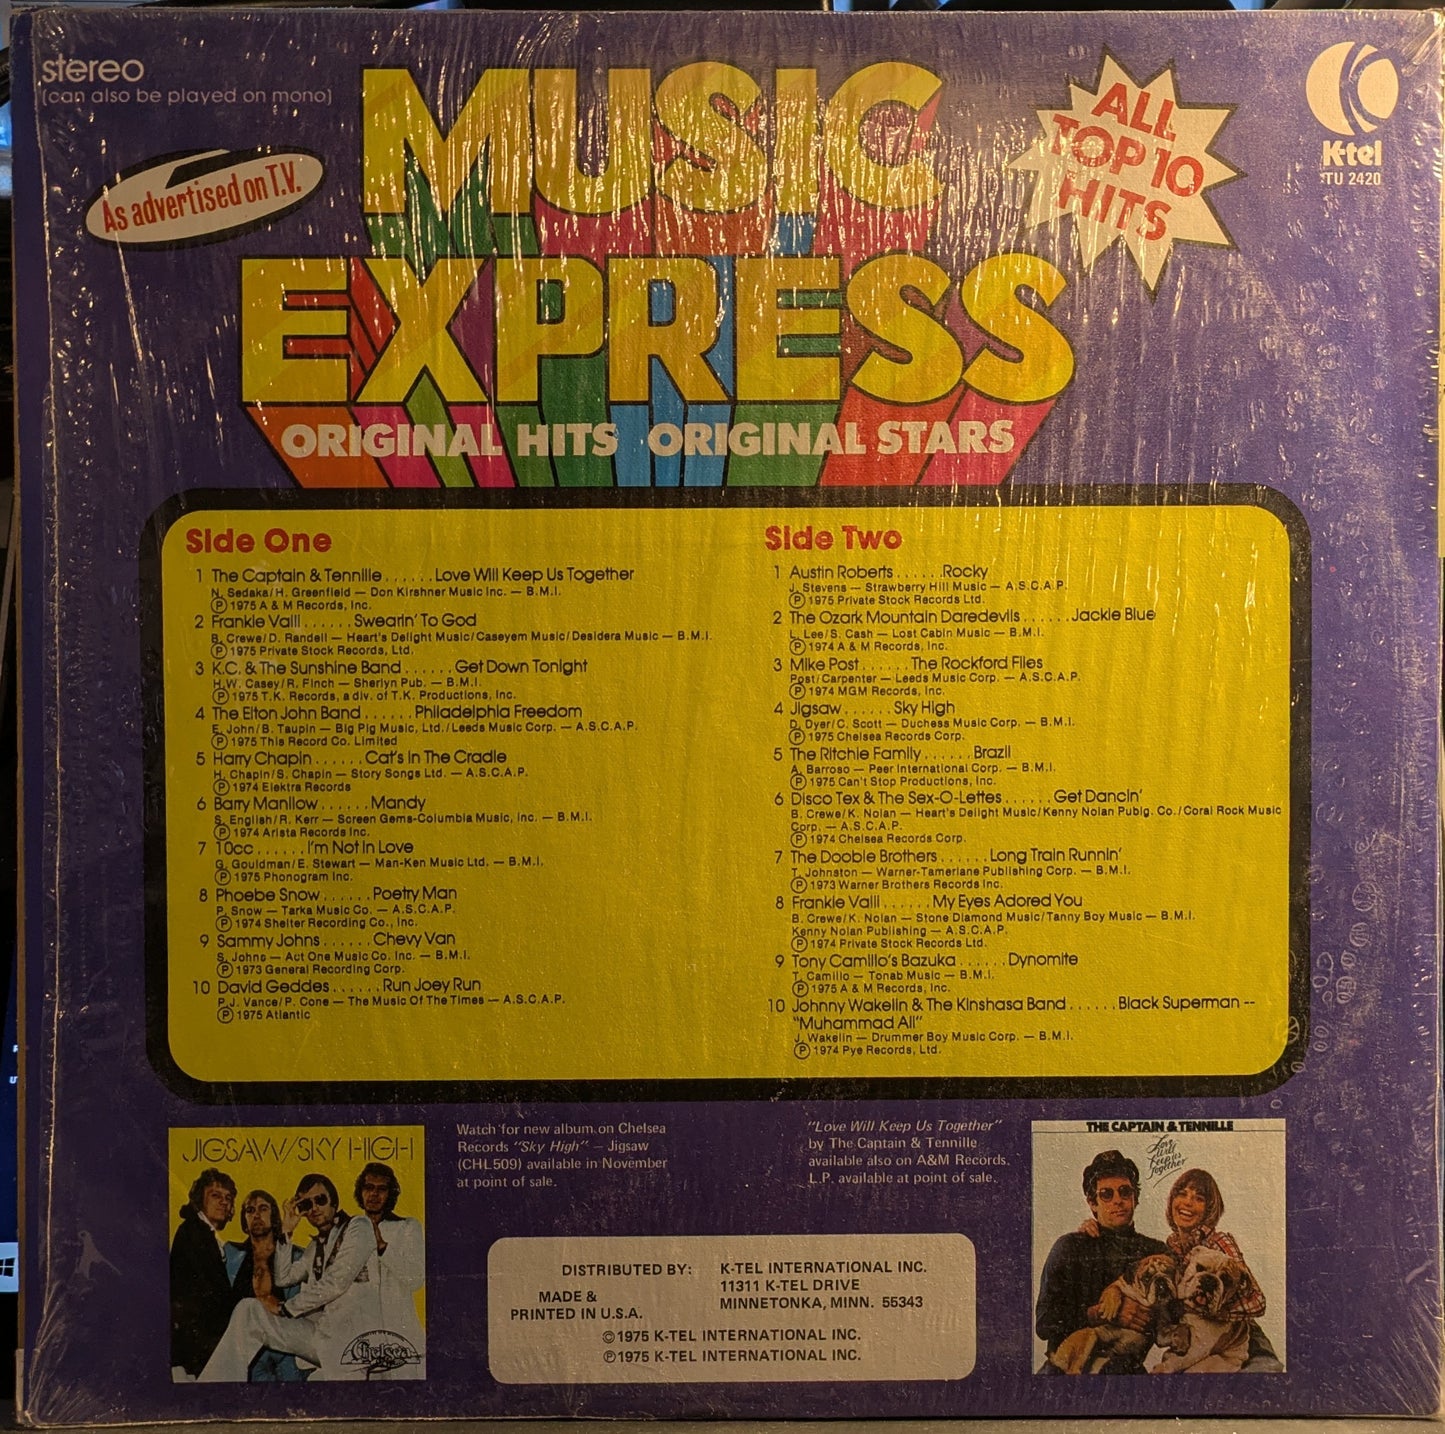 stereo
(can also be played on mono)
As advertised on T.V.
MUSIC
EXPRESS
ORIGINAL HITS ORIGINAL STARS
ALL
TOP 10
HITS
K-tel
TU 2420
Side One
1 The Captain & Tennille......Love Will Keep Us Together
N. Sedaka/H. Greenfield — Don Kirshner Music Inc. — B.M.I.
Ⓟ 1975 A & M Records, Inc.
2 Frankie Valli......Swearin' To God
B. Crewe/D. Randell — Heart's Delight Music/Caseyem Music/Desidera Music — B.M.I.
Ⓟ 1975 Private Stock Records, Ltd.
3 K.C. & The Sunshine Band......Get Down Tonight
H.W. Casey/R. Finch — Sherlyn Pub. — B.M.I.
Ⓟ 1975 T.K. Records, a div. of T.K. Productions, Inc.
4 The Elton John Band......Philadelphia Freedom
E. John/B. Taupin — Big Pig Music, Ltd./Leeds Music Corp. — A.S.C.A.P.
Ⓟ 1975 This Record Co. Limited
5 Harry Chapin......Cat's In The Cradle
H. Chapin/S. Chapin — Story Songs Ltd. — A.S.C.A.P.
Ⓟ 1974 Elektra Records
6 Barry Manilow......Mandy
S. English/R. Kerr — Screen Gems-Columbia Music, Inc. — B.M.I.
Ⓟ 1974 Arista Records Inc.
7 10cc......I'm Not In Love
G. Gouldman/E. Stewart — Man-Ken Music Ltd. — B.M.I.
Ⓟ 1975 Phonogram Inc.
8 Phoebe Snow......Poetry Man
P. Snow — Tarka Music Co. — A.S.C.A.P.
Ⓟ 1974 Shelter Recording Co., Inc.
9 Sammy Johns......Chevy Van
S. Johns — Act One Music Co. Inc. — B.M.I.
Ⓟ 1973 General Recording Corp.
10 David Geddes......Run Joey Run
P.J. Vance/P. Cone — The Music Of The Times — A.S.C.A.P.
Ⓟ 1975 Atlantic
Side Two
1 Austin Roberts......Rocky
J. Stevens — Strawberry Hill Music — A.S.C.A.P.
Ⓟ 1975 Private Stock Records Ltd.
2 The Ozark Mountain Daredevils......Jackie Blue
L. Lee/S. Cash — Lost Cabin Music — B.M.I.
Ⓟ 1974 A & M Records, Inc.
3 Mike Post......The Rockford Files
Post/Carpenter — Leeds Music Corp. — A.S.C.A.P.
Ⓟ 1974 MGM Records, Inc.
4 Jigsaw......Sky High
D. Dyer/C. Scott — Duchess Music Corp. — B.M.I.
Ⓟ 1975 Chelsea Records Corp.
5 The Ritchie Family......Brazil
A. Barroso — Peer International Corp. — B.M.I.
Ⓟ 1975 Can't Stop Productions, Inc.
6 Disco Tex & The Sex-O-Lettes......Get Dancin'
B. Crewe/K. Nolan — Heart's Delight Music/Kenny Nolan Publg. Co./Coral Rock Music
Corp. — A.S.C.A.P.
Ⓟ 1974 Chelsea Records Corp.
7 The Doobie Brothers......Long Train Runnin'
T. Johnston — Warner-Tamerlane Publishing Corp. — B.M.I.
Ⓟ 1973 Warner Brothers Records Inc.
8 Frankie Valli......My Eyes Adored You
B. Crewe/K. Nolan — Stone Diamond Music/Tanny Boy Music — B.M.I.
Kenny Nolan Publishing — A.S.C.A.P.
Ⓟ 1974 Private Stock Records Ltd.
9 Tony Camillo's Bazuka......Dynomite
T. Camillo — Tonab Music — B.M.I.
Ⓟ 1975 A & M Records, Inc.
10 Johnny Wakelin & The Kinshasa Band......Black Superman --
"Muhammad Ali"
J. Wakelin — Drummer Boy Music Corp. — B.M.I.
Ⓟ 1974 Pye Records, Ltd.
JIGSAW/SKY HIGH
Chelsea
Watch for new album on Chelsea
Records "Sky High" — Jigsaw
(CHL509) available in November
at point of sale.
"Love Will Keep Us Together"
by The Captain & Tennille
available also on A&M Records.
L.P. available at point of sale.
THE CAPTAIN & TENNILLE
Love
Will
Keep Us
Together
DISTRIBUTED BY: K-TEL INTERNATIONAL INC.
11311 K-TEL DRIVE
MINNETONKA, MINN. 55343
MADE &
PRINTED IN U.S.A.
©1975 K-TEL INTERNATIONAL INC.
Ⓟ1975 K-TEL INTERNATIONAL INC.